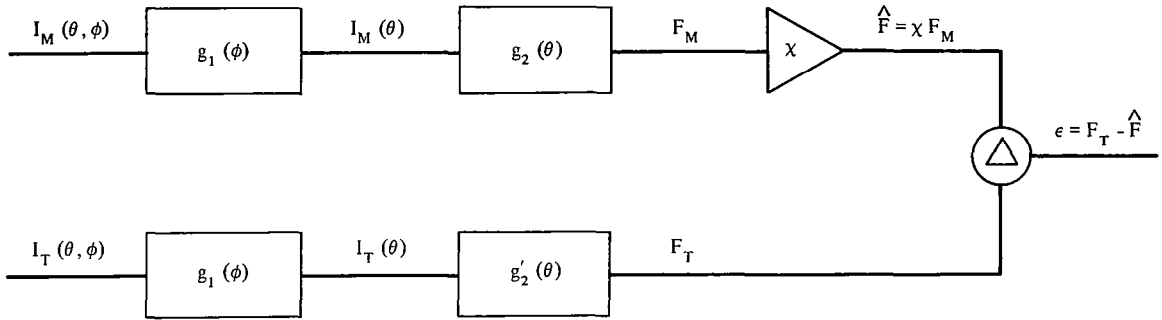 I_M (θ, φ)
g_1 (φ)
I_M (θ)
g_2 (θ)
F_M
χ
F̂ = χ F_M
ε = F_T - F̂
△
I_T (θ, φ)
g_1 (φ)
I_T (θ)
g′_2 (θ)
F_T